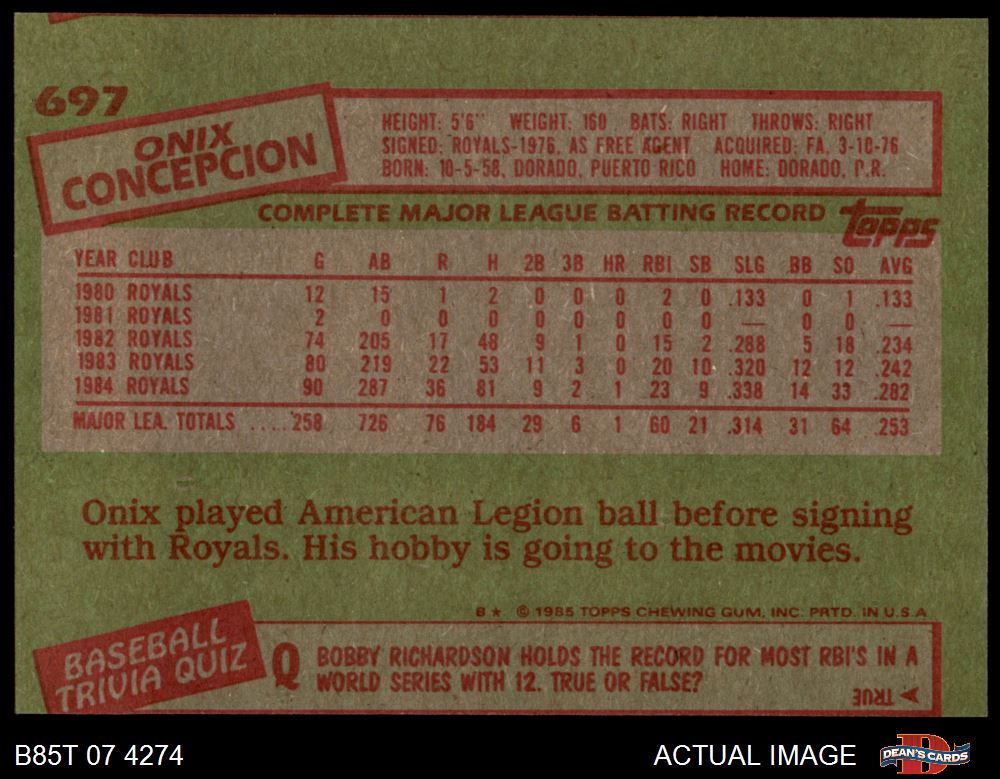 697
ONIX
CONCEPCION
HEIGHT: 5'6" WEIGHT: 160 BATS: RIGHT THROWS: RIGHT
SIGNED: ROYALS-1976, AS FREE AGENT ACQUIRED: FA, 3-10-76
BORN: 10-5-58, DORADO, PUERTO RICO HOME: DORADO, P.R.
COMPLETE MAJOR LEAGUE BATTING RECORD topps
YEAR CLUB G AB R H 2B 3B HR RBI SB SLG BB SO AVG
1980 ROYALS 12 15 1 2 0 0 0 2 0 .133 0 1 .133
1981 ROYALS 2 0 0 0 0 0 0 0 0 — 0 0 —
1982 ROYALS 74 205 17 48 9 1 0 15 2 .288 5 18 .234
1983 ROYALS 80 219 22 53 11 3 0 20 10 .320 12 12 .242
1984 ROYALS 90 287 36 81 9 2 1 23 9 .338 14 33 .282
MAJOR LEA. TOTALS ....258 726 76 184 29 6 1 60 21 .314 31 64 .253
Onix played American Legion ball before signing
with Royals. His hobby is going to the movies.
B★ © 1985 TOPPS CHEWING GUM, INC. PRTD. IN U.S.A
BASEBALL
TRIVIA QUIZ
Q BOBBY RICHARDSON HOLDS THE RECORD FOR MOST RBI'S IN A
WORLD SERIES WITH 12. TRUE OR FALSE?
A TRUE
B85T 07 4274
ACTUAL IMAGE
D
DEAN'S CARDS